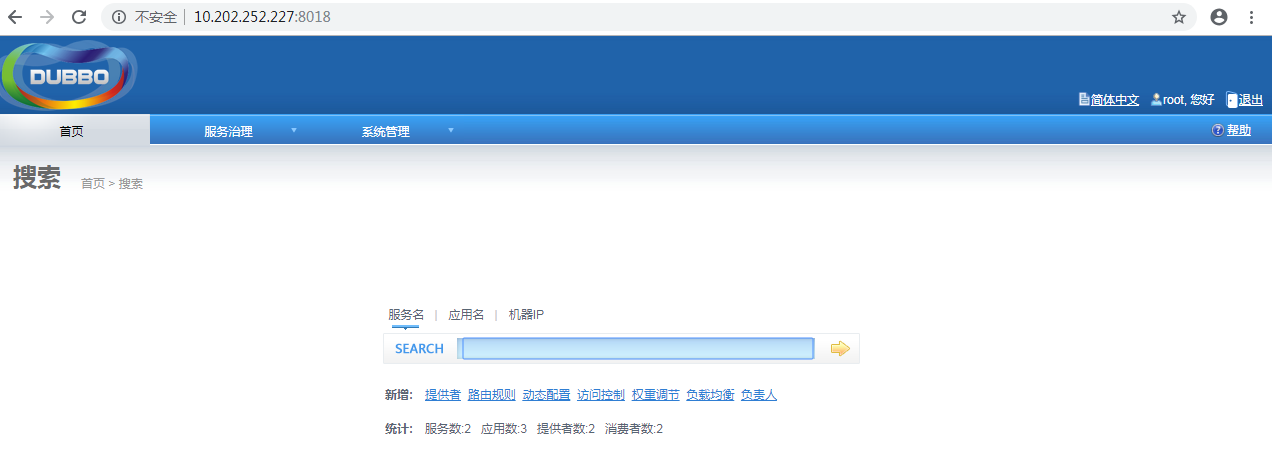 不安全 | 10.202.252.227:8018
DUBBO
简体中文 root, 您好 退出
首页 服务治理 系统管理 帮助
搜索 首页 > 搜索
服务名 | 应用名 | 机器IP
SEARCH
新增: 提供者 路由规则 动态配置 访问控制 权重调节 负载均衡 负责人
统计: 服务数:2 应用数:3 提供者数:2 消费者数:2